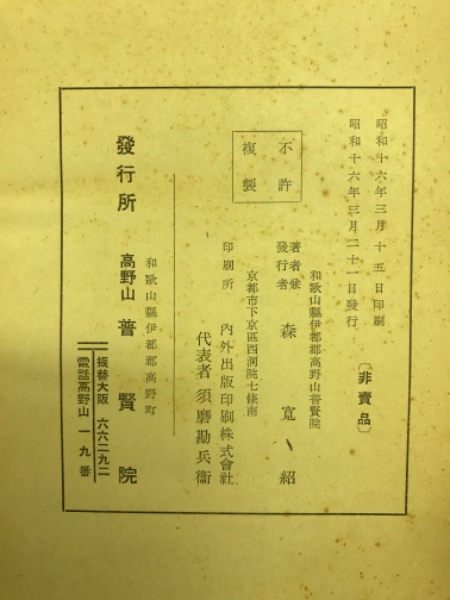 昭和十六年三月十五日印刷
昭和十六年三月二十一日發行
〔非賣品〕
不許
複製
和歌山縣伊都郡高野山普賢院
著者兼
發行者
森寬紹
京都市下京區西洞院七條南
印刷所
內外出版印刷株式會社
代表者須磨勘兵衞
和歌山縣伊都郡高野町
發行所
高野山普賢院
振替大阪六六二九二
電話高野山一九番